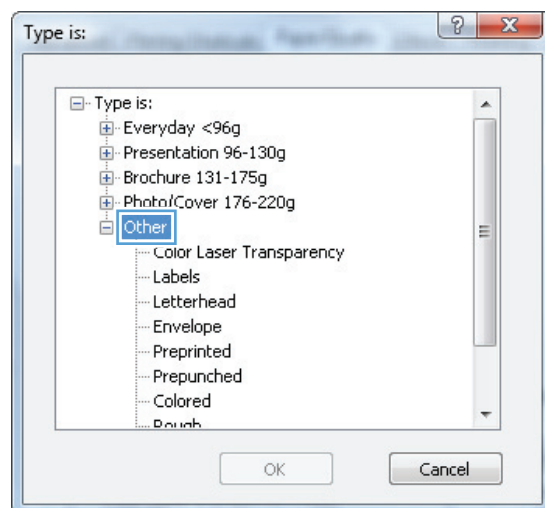 Type is:
Type is:
Everyday <96g
Presentation 96-130g
Brochure 131-175g
Photo/Cover 176-220g
Other
Color Laser Transparency
Labels
Letterhead
Envelope
Preprinted
Prepunched
Colored
Rough
OK Cancel